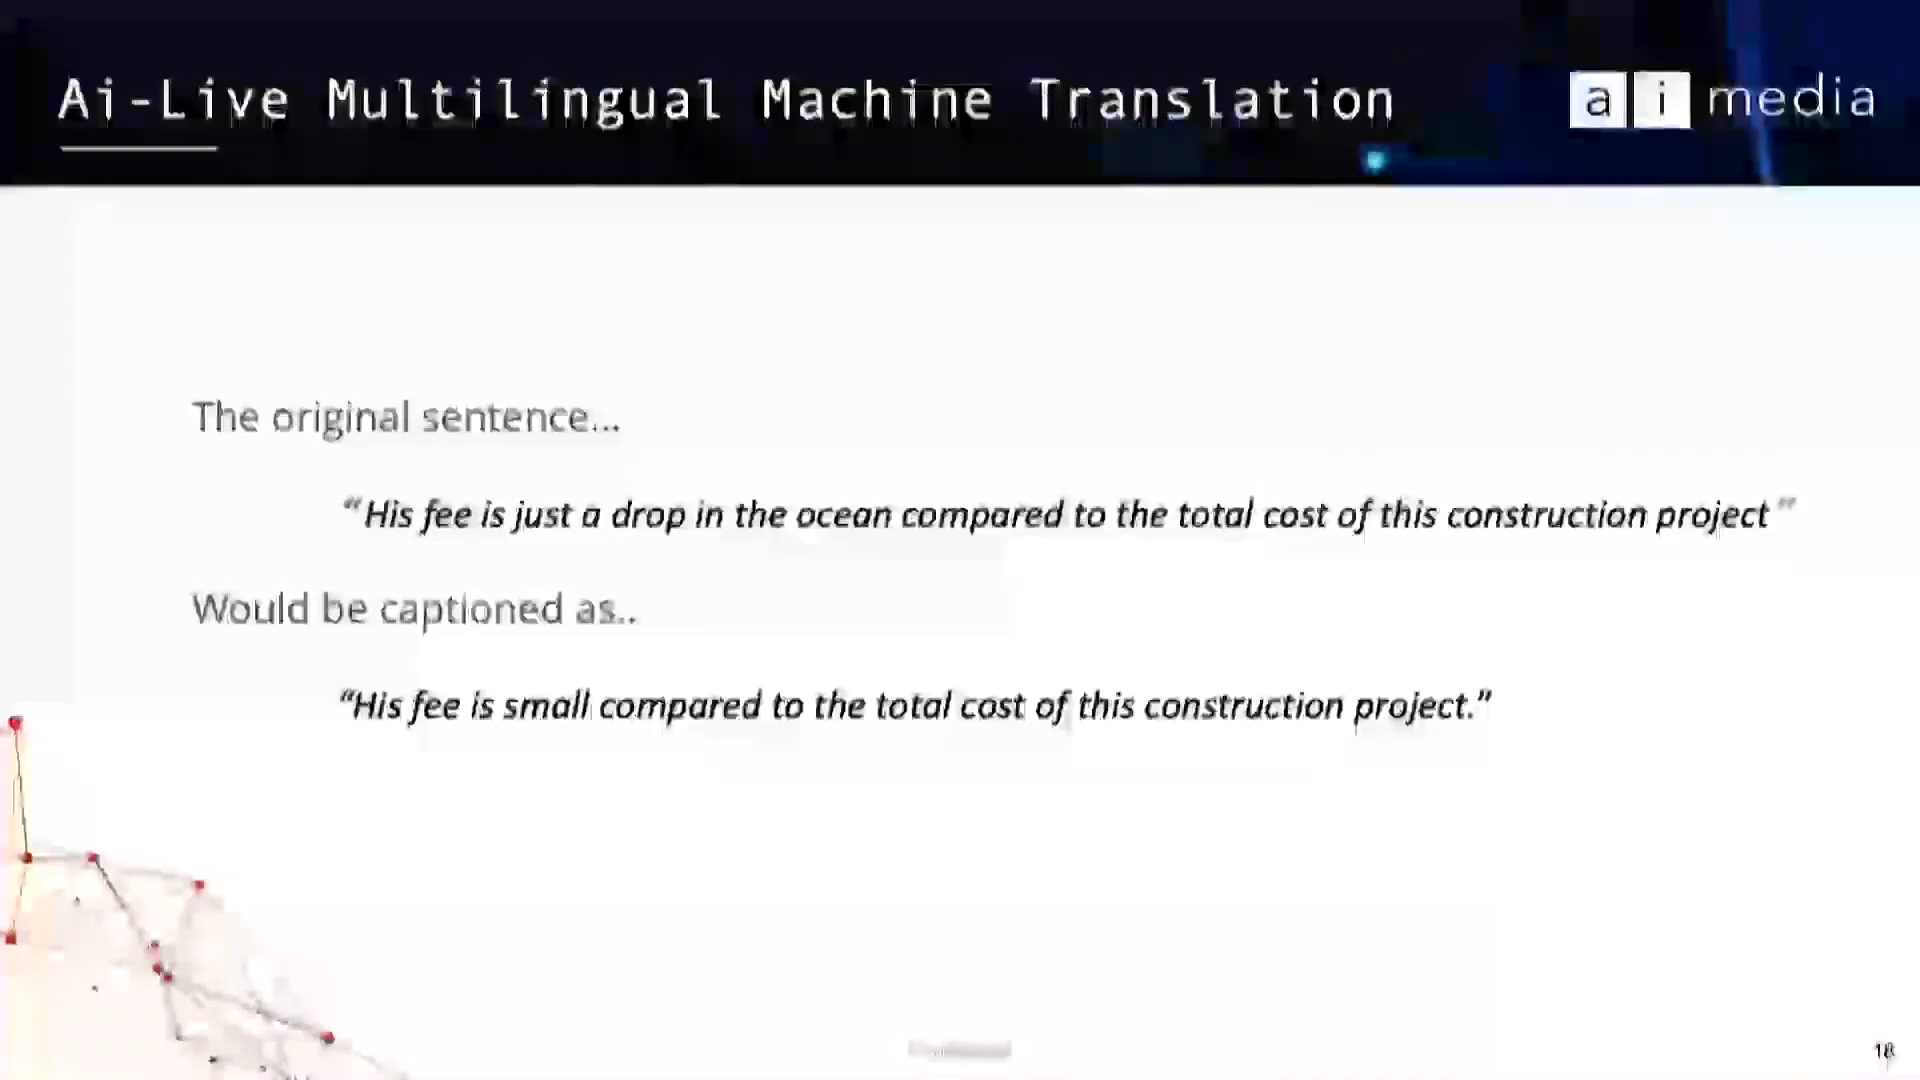 Ai-Live Multilingual Machine Translation
ai media
The original sentence...
“His fee is just a drop in the ocean compared to the total cost of this construction project”
Would be captioned as..
“His fee is small compared to the total cost of this construction project.”
18